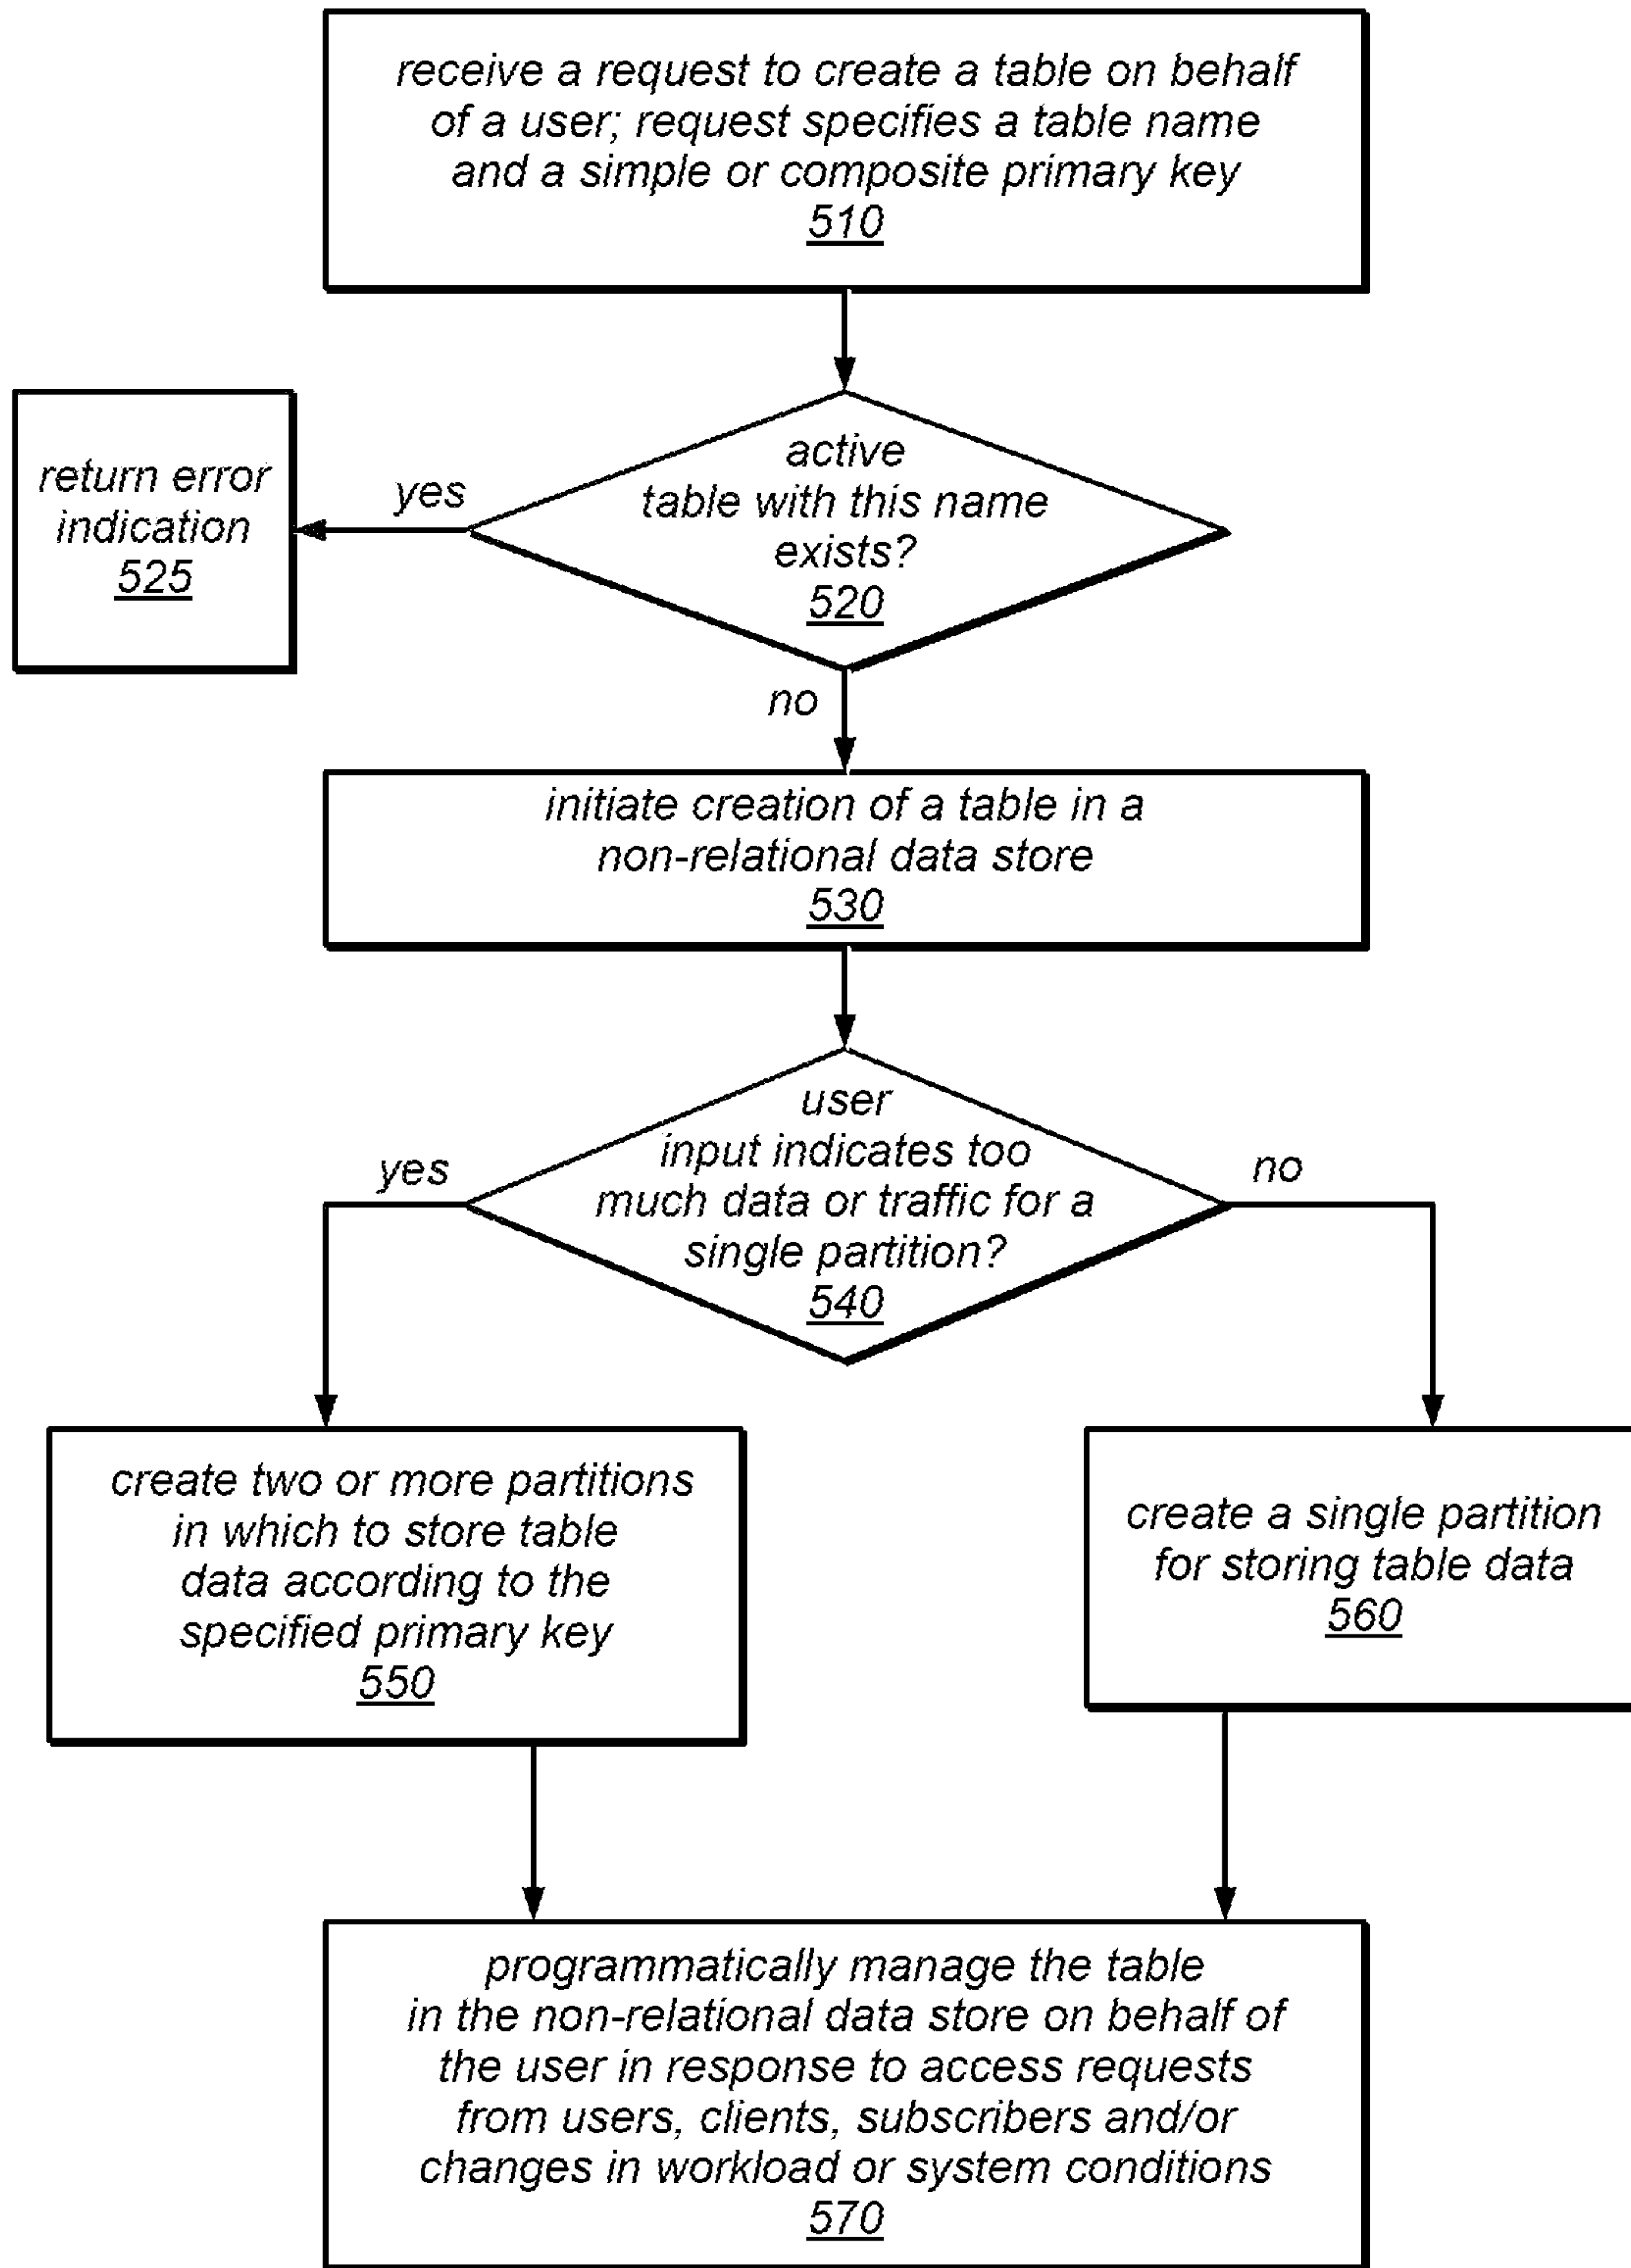 receive a request to create a table on behalf
of a user; request specifies a table name
and a simple or composite primary key
510
active
table with this name
exists?
520
yes
return error
indication
525
no
initiate creation of a table in a
non-relational data store
530
user
input indicates too
much data or traffic for a
single partition?
540
yes
no
create two or more partitions
in which to store table
data according to the
specified primary key
550
create a single partition
for storing table data
560
programmatically manage the table
in the non-relational data store on behalf of
the user in response to access requests
from users, clients, subscribers and/or
changes in workload or system conditions
570